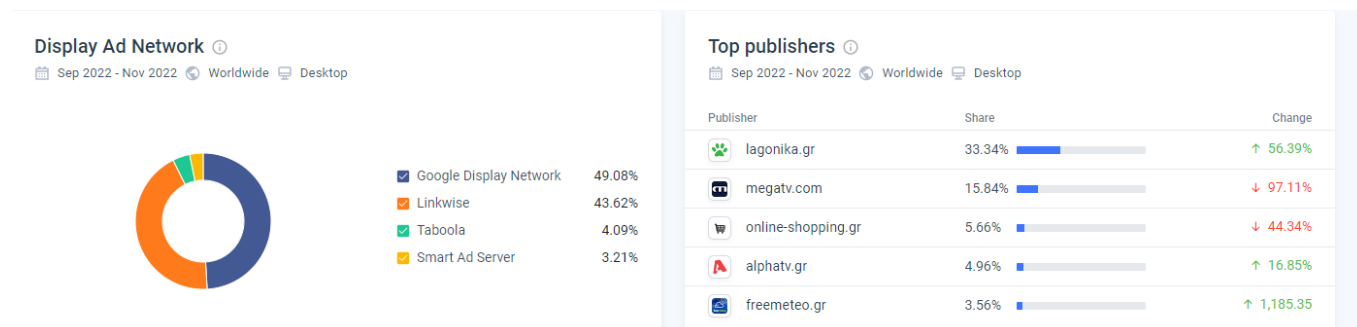 Display Ad Network
Sep 2022 - Nov 2022 Worldwide Desktop
Google Display Network 49.08%
Linkwise 43.62%
Taboola 4.09%
Smart Ad Server 3.21%
Top publishers
Sep 2022 - Nov 2022 Worldwide Desktop
Publisher Share Change
lagonika.gr 33.34% ↑ 56.39%
megatv.com 15.84% ↓ 97.11%
online-shopping.gr 5.66% ↓ 44.34%
alphatv.gr 4.96% ↑ 16.85%
freemeteo.gr 3.56% ↑ 1,185.35